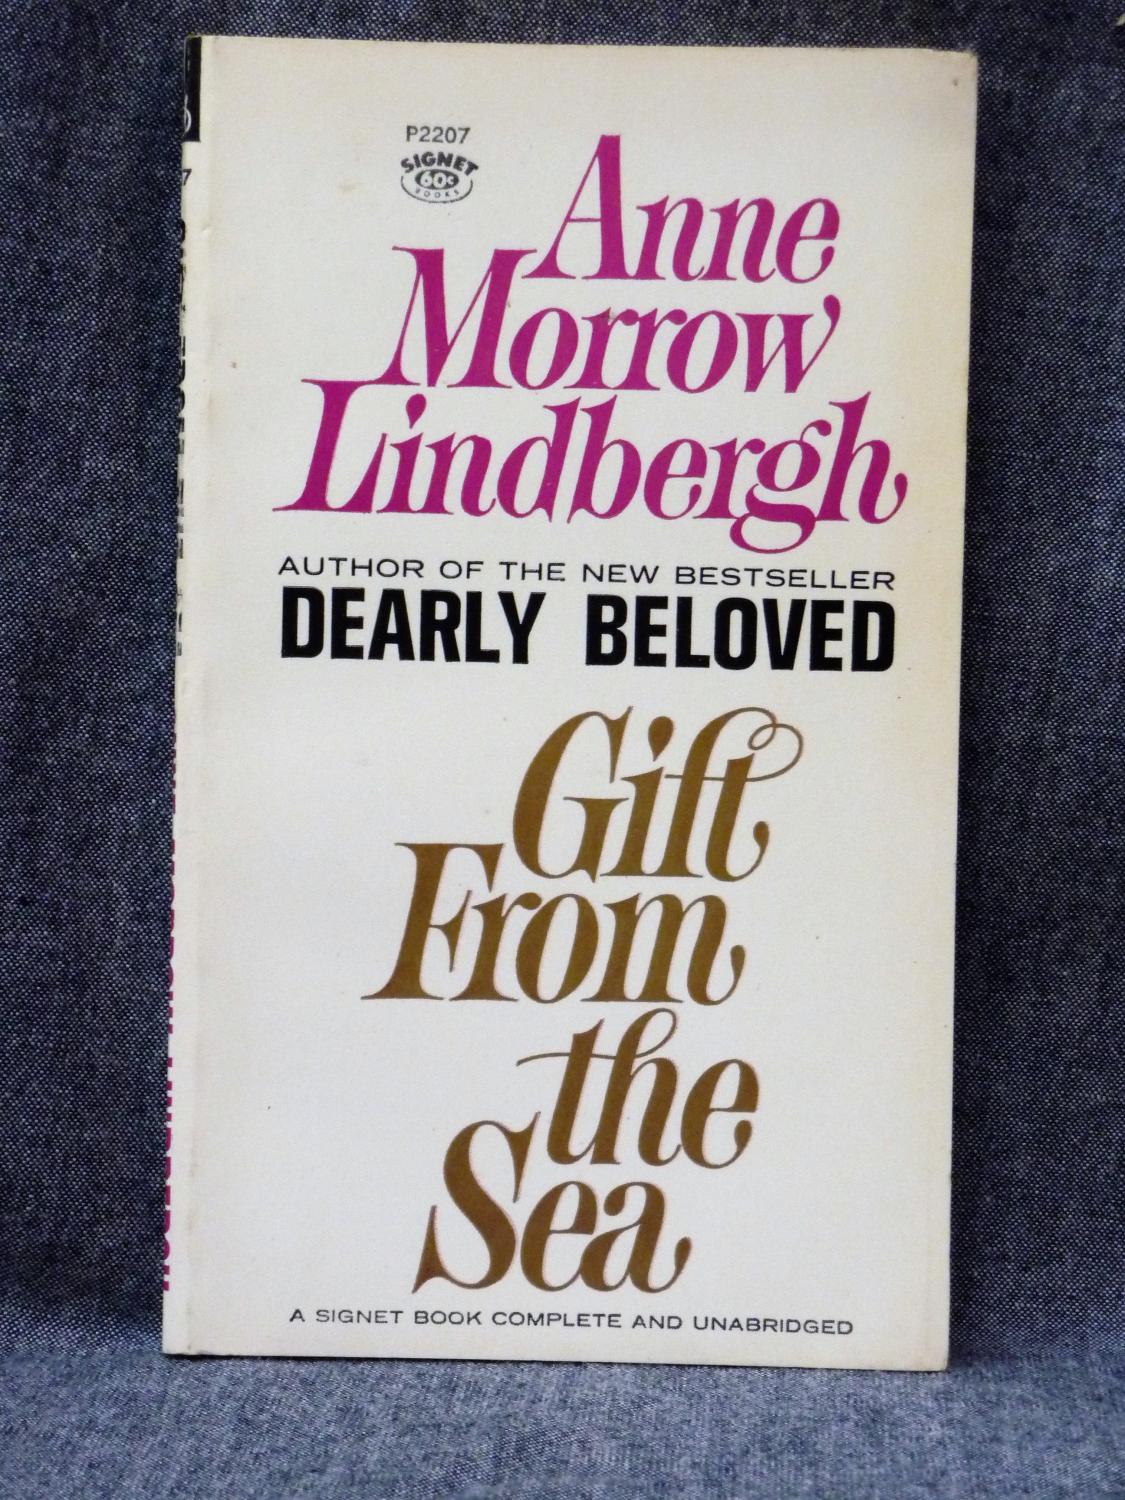 P2207
SIGNET
60¢
BOOKS
Anne
Morrow
Lindbergh
AUTHOR OF THE NEW BESTSELLER
DEARLY BELOVED
Gift
From
the
Sea
A SIGNET BOOK COMPLETE AND UNABRIDGED